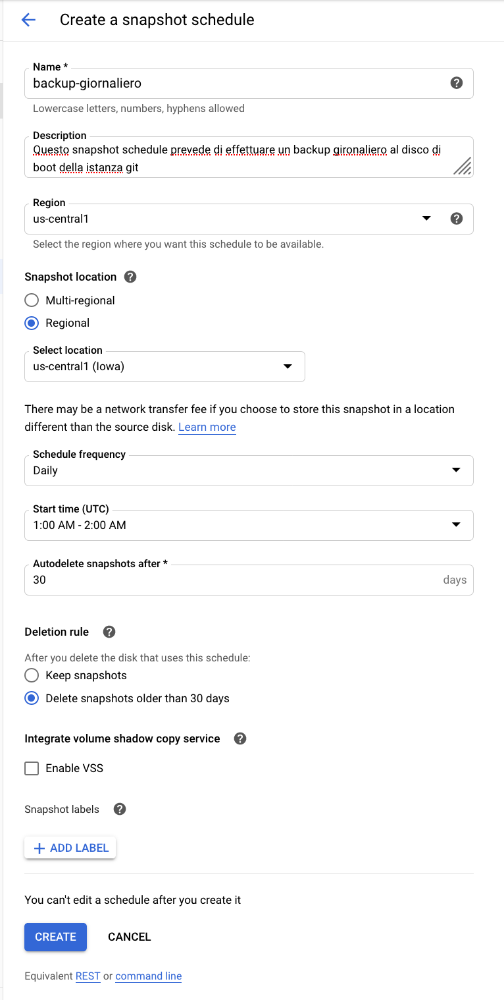 Create a snapshot schedule
Name *
backup-giornaliero
Lowercase letters, numbers, hyphens allowed
Description
Questo snapshot schedule prevede di effettuare un backup gironaliero al disco di
boot della istanza git
Region
us-central1
Select the region where you want this schedule to be available.
Snapshot location
Multi-regional
Regional
Select location
us-central1 (Iowa)
There may be a network transfer fee if you choose to store this snapshot in a location
different than the source disk. Learn more
Schedule frequency
Daily
Start time (UTC)
1:00 AM - 2:00 AM
Autodelete snapshots after *
30 days
Deletion rule
After you delete the disk that uses this schedule:
Keep snapshots
Delete snapshots older than 30 days
Integrate volume shadow copy service
Enable VSS
Snapshot labels
+ ADD LABEL
You can't edit a schedule after you create it
CREATE CANCEL
Equivalent REST or command line